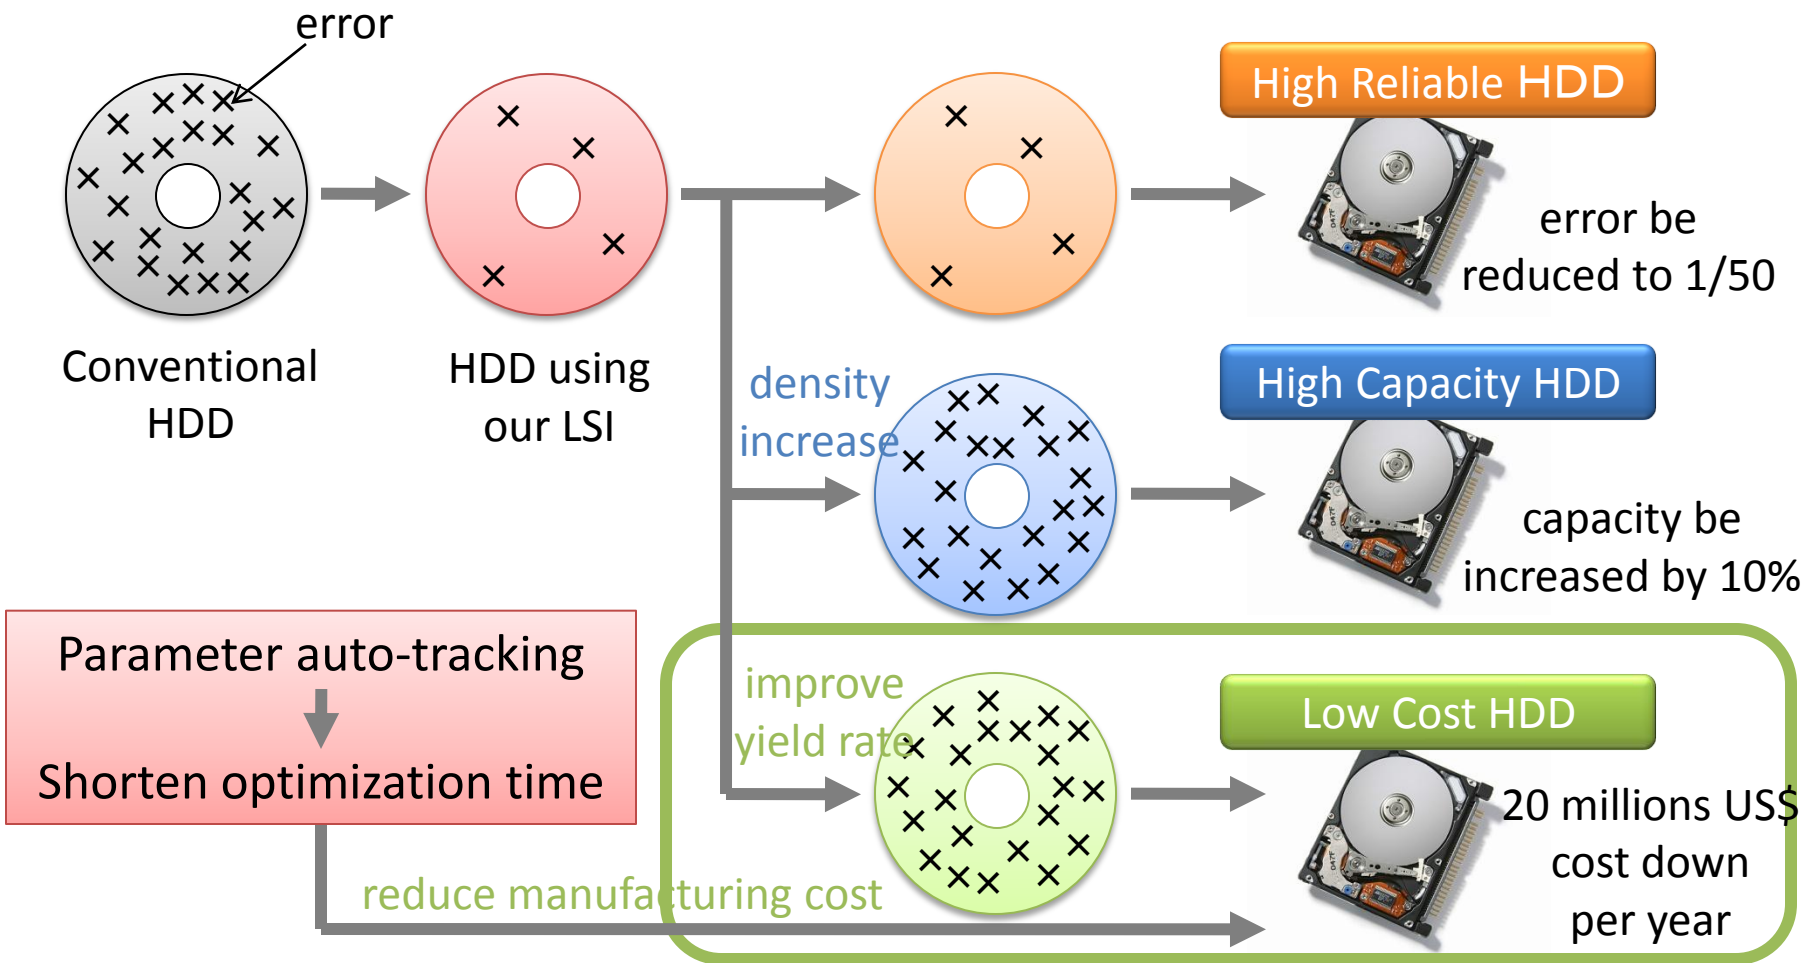 error
Conventional
HDD
HDD using
our LSI
High Reliable HDD
error be
reduced to 1/50
density
increase
High Capacity HDD
capacity be
increased by 10%
Parameter auto-tracking
Shorten optimization time
improve
yield rate
Low Cost HDD
20 millions US$
cost down
per year
reduce manufacturing cost